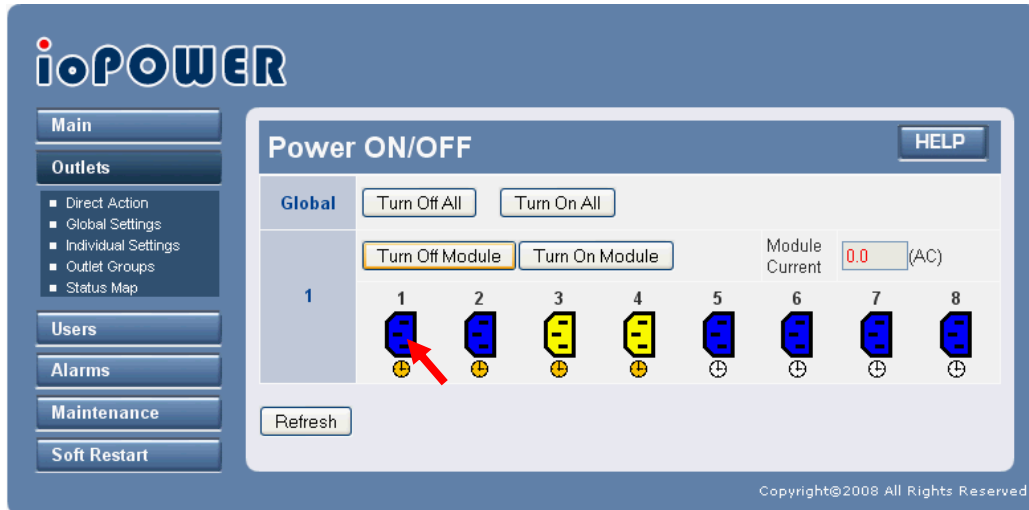 ioPOWER
Main
Outlets
Direct Action
Global Settings
Individual Settings
Outlet Groups
Status Map
Users
Alarms
Maintenance
Soft Restart
Power ON/OFF
HELP
Global
Turn Off All Turn On All
1
Turn Off Module Turn On Module
Module
Current
0.0 (AC)
1 2 3 4 5 6 7 8
Refresh
Copyright©2008 All Rights Reserved